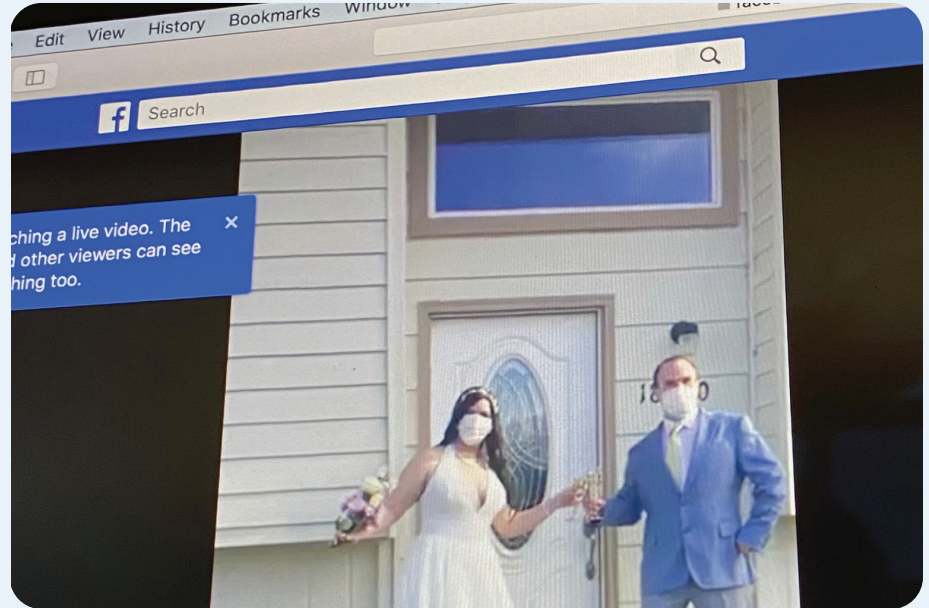 Edit View History Bookmarks Window
f Search
ching a live video. The
other viewers can see
hing too.